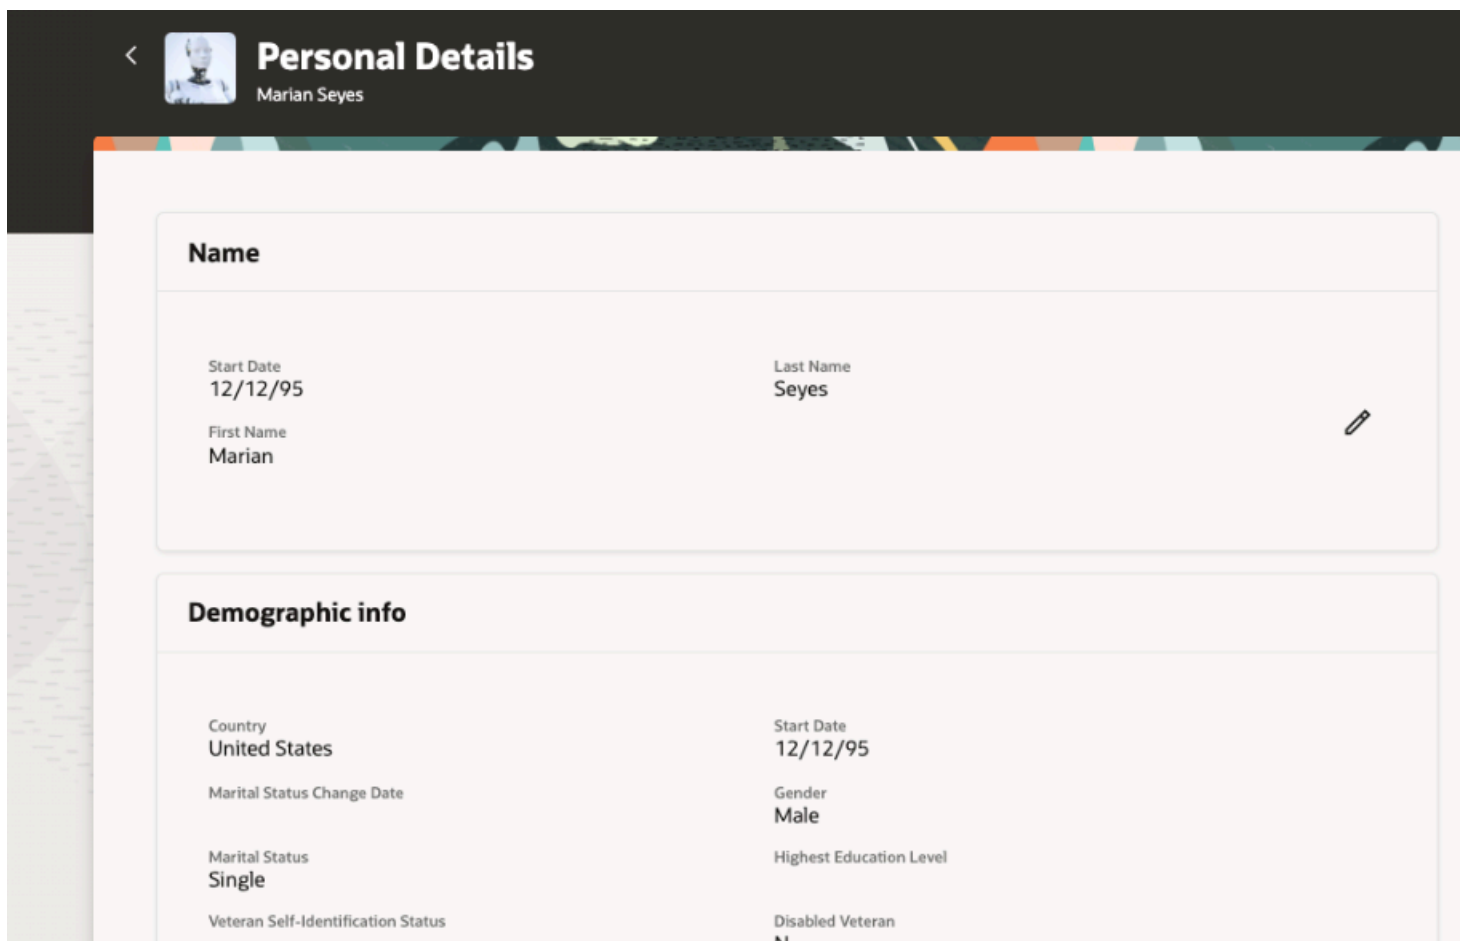 Personal Details
Marian Seyes
Name
Start Date
12/12/95
Last Name
Seyes
First Name
Marian
Demographic info
Country
United States
Start Date
12/12/95
Marital Status Change Date
Gender
Male
Marital Status
Single
Highest Education Level
Veteran Self-Identification Status
Disabled Veteran